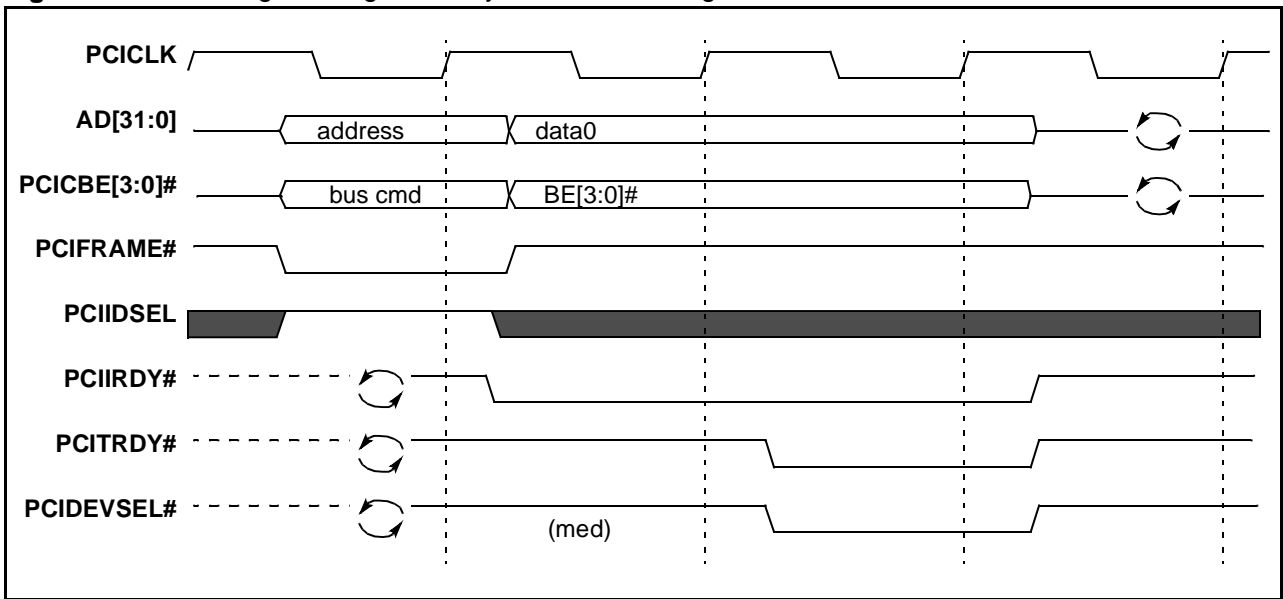 PCICLK
AD[31:0]
address
data0
PCICBE[3:0]#
bus cmd
BE[3:0]#
PCIFRAME#
PCIIDSEL
PCIIRDY#
PCITRDY#
PCIDEVSEL#
(med)